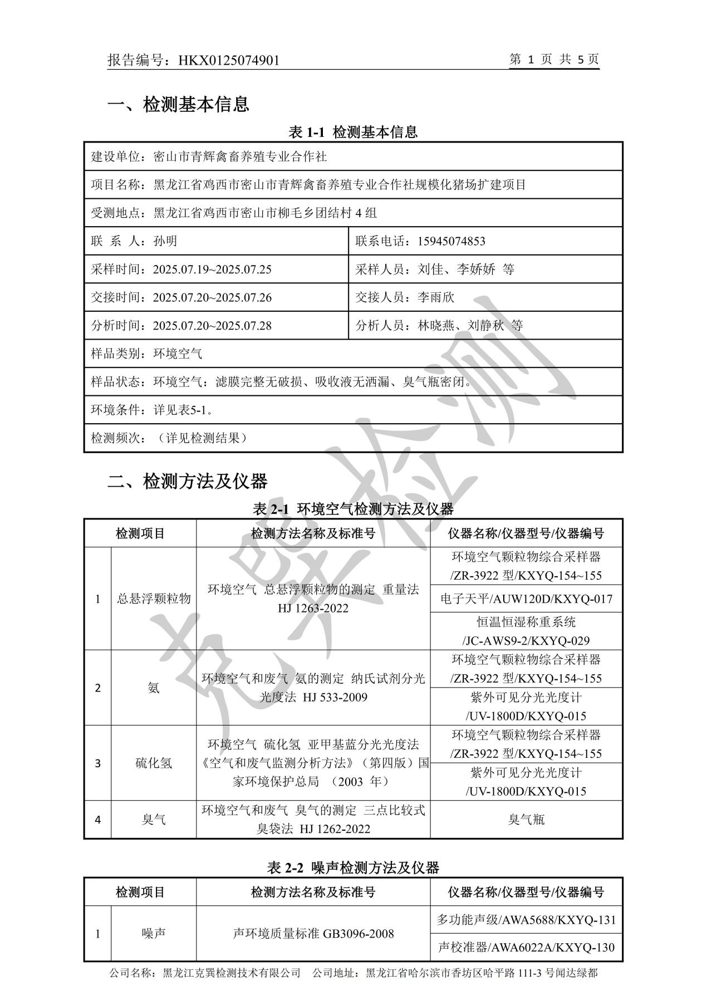 报告编号：HKX0125074901
第 1 页 共 5页
一、检测基本信息
表 1-1 检测基本信息
建设单位：密山市青辉禽畜养殖专业合作社
项目名称：黑龙江省鸡西市密山市青辉禽畜养殖专业合作社规模化猪场扩建项目
受测地点：黑龙江省鸡西市密山市柳毛乡团结村 4 组
联 系 人：孙明
联系电话：15945074853
采样时间：2025.07.19~2025.07.25
采样人员：刘佳、李娇娇 等
交接时间：2025.07.20~2025.07.26
交接人员：李雨欣
分析时间：2025.07.20~2025.07.28
分析人员：林晓燕、刘静秋 等
样品类别：环境空气
样品状态：环境空气：滤膜完整无破损、吸收液无洒漏、臭气瓶密闭。
环境条件：详见表5-1。
检测频次：（详见检测结果）
二、检测方法及仪器
表 2-1 环境空气检测方法及仪器
检测项目
检测方法名称及标准号
仪器名称/仪器型号/仪器编号
1
总悬浮颗粒物
环境空气 总悬浮颗粒物的测定 重量法
HJ 1263-2022
环境空气颗粒物综合采样器
/ZR-3922 型/KXYQ-154~155
电子天平/AUW120D/KXYQ-017
恒温恒湿称重系统
/JC-AWS9-2/KXYQ-029
2
氨
环境空气和废气 氨的测定 纳氏试剂分光
光度法 HJ 533-2009
环境空气颗粒物综合采样器
/ZR-3922 型/KXYQ-154~155
紫外可见分光光度计
/UV-1800D/KXYQ-015
3
硫化氢
环境空气 硫化氢 亚甲基蓝分光光度法
《空气和废气监测分析方法》（第四版）国
家环境保护总局 （2003 年）
环境空气颗粒物综合采样器
/ZR-3922 型/KXYQ-154~155
紫外可见分光光度计
/UV-1800D/KXYQ-015
4
臭气
环境空气和废气 臭气的测定 三点比较式
臭袋法 HJ 1262-2022
臭气瓶
表 2-2 噪声检测方法及仪器
检测项目
检测方法名称及标准号
仪器名称/仪器型号/仪器编号
1
噪声
声环境质量标准 GB3096-2008
多功能声级/AWA5688/KXYQ-131
声校准器/AWA6022A/KXYQ-130
公司名称：黑龙江克巽检测技术有限公司 公司地址：黑龙江省哈尔滨市香坊区哈平路 111-3 号闻达绿都
克巽检测